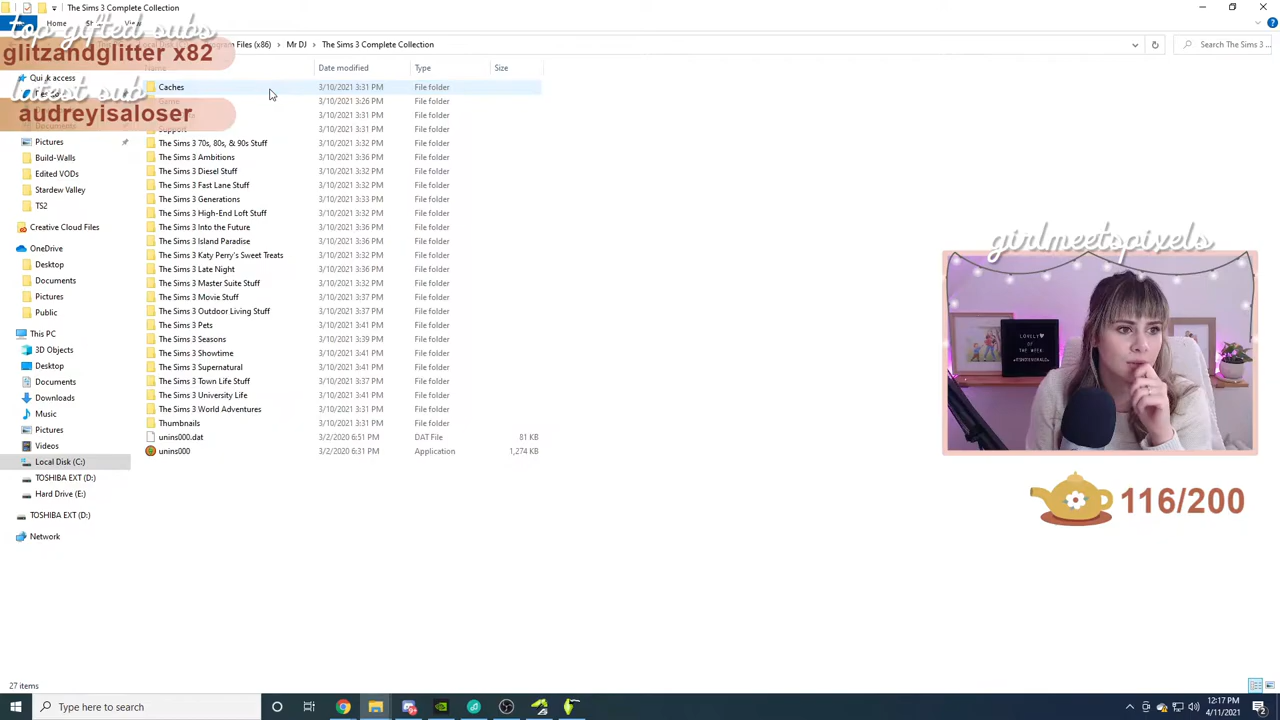 The Sims 3 Complete Collection
Home
View
top gifted subs
glitzandglitter x82
latest sub
audreyisaloser
Program Files (x86) > Mr DJ > The Sims 3 Complete Collection
Search The Sims 3 ...
Name Date modified Type Size
Quick access
Documents
Pictures
Build-Walls
Edited VODs
Stardew Valley
TS2
Creative Cloud Files
OneDrive
Desktop
Documents
Pictures
Public
This PC
3D Objects
Desktop
Documents
Downloads
Music
Pictures
Videos
Local Disk (C:)
TOSHIBA EXT (D:)
Hard Drive (E:)
TOSHIBA EXT (D:)
Network
Caches 3/10/2021 3:31 PM File folder
Game 3/10/2021 3:26 PM File folder
3/10/2021 3:31 PM File folder
Support 3/10/2021 3:31 PM File folder
The Sims 3 70s, 80s, & 90s Stuff 3/10/2021 3:32 PM File folder
The Sims 3 Ambitions 3/10/2021 3:36 PM File folder
The Sims 3 Diesel Stuff 3/10/2021 3:32 PM File folder
The Sims 3 Fast Lane Stuff 3/10/2021 3:32 PM File folder
The Sims 3 Generations 3/10/2021 3:33 PM File folder
The Sims 3 High-End Loft Stuff 3/10/2021 3:32 PM File folder
The Sims 3 Into the Future 3/10/2021 3:36 PM File folder
The Sims 3 Island Paradise 3/10/2021 3:36 PM File folder
The Sims 3 Katy Perry's Sweet Treats 3/10/2021 3:36 PM File folder
The Sims 3 Late Night 3/10/2021 3:36 PM File folder
The Sims 3 Master Suite Stuff 3/10/2021 3:36 PM File folder
The Sims 3 Movie Stuff 3/10/2021 3:37 PM File folder
The Sims 3 Outdoor Living Stuff 3/10/2021 3:37 PM File folder
The Sims 3 Pets 3/10/2021 3:41 PM File folder
The Sims 3 Seasons 3/10/2021 3:39 PM File folder
The Sims 3 Showtime 3/10/2021 3:41 PM File folder
The Sims 3 Supernatural 3/10/2021 3:41 PM File folder
The Sims 3 Town Life Stuff 3/10/2021 3:37 PM File folder
The Sims 3 University Life 3/10/2021 3:41 PM File folder
The Sims 3 World Adventures 3/10/2021 3:31 PM File folder
Thumbnails 3/10/2021 3:31 PM File folder
unins000.dat 3/2/2020 6:51 PM DAT File 81 KB
unins000 3/2/2020 6:31 PM Application 1,274 KB
girlmeetspixels
LOVELY
OF
THE WEEK
116/200
27 items
Type here to search
12:17 PM
4/11/2021
2